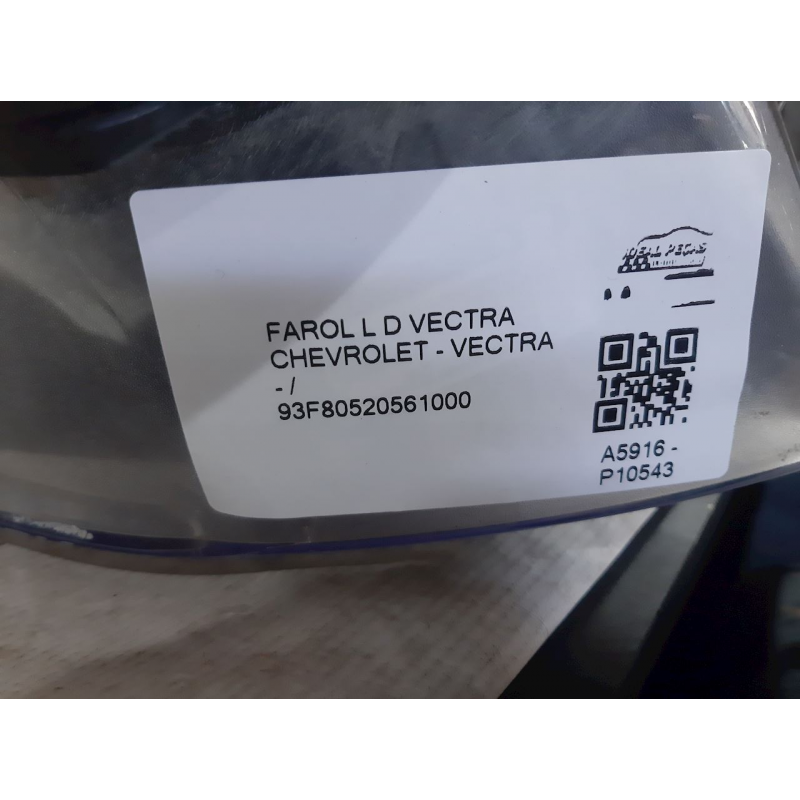 IDEAL PEÇAS
FAROL L D VECTRA
CHEVROLET - VECTRA
- /
93F80520561000
A5916 -
P10543